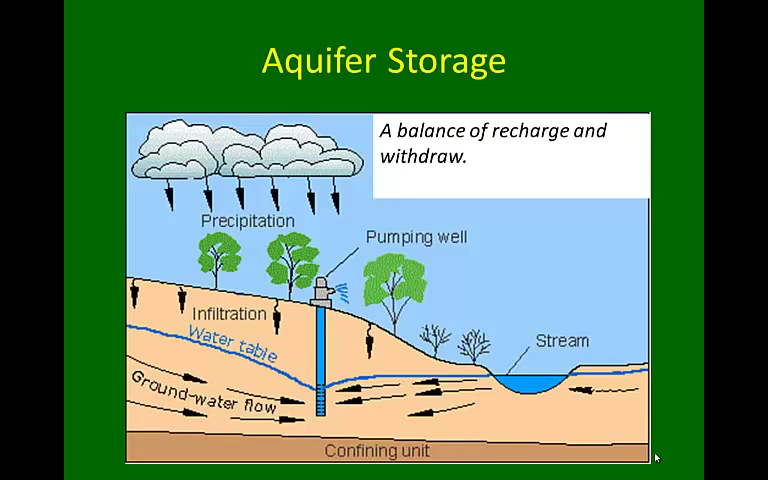 Aquifer Storage
A balance of recharge and
withdraw.
Precipitation
Pumping well
Infiltration
Water table
Stream
Ground-water flow
Confining unit